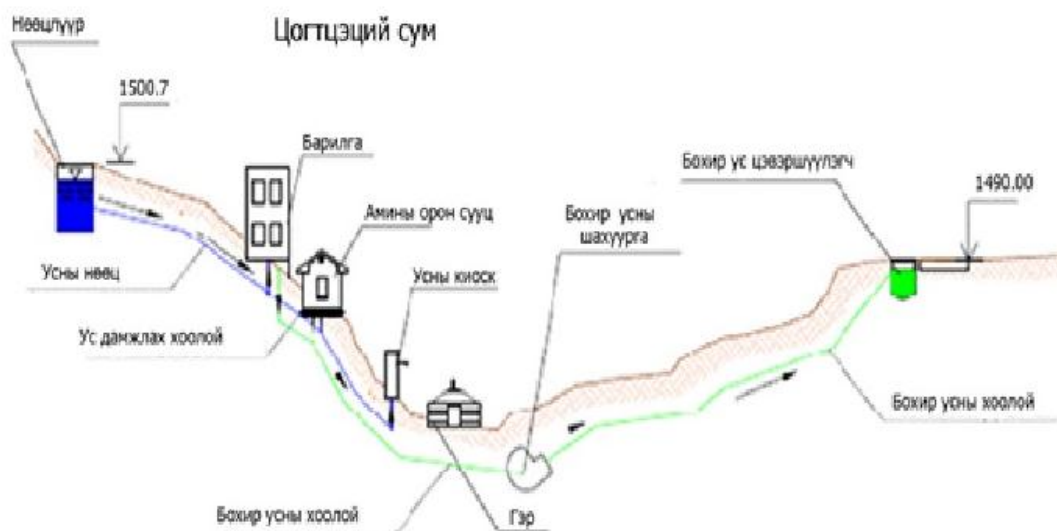 Нөөцлүүр
Цогтцэций сум
1500.7
Барилга
Бохир ус цэвэршүүлэгч
1490.00
Амины орон сууц
Бохир усны
шахуурга
Усны нөөц
Усны киоск
Ус дамжлах хоолой
Бохир усны хоолой
Бохир усны хоолой
Гэр